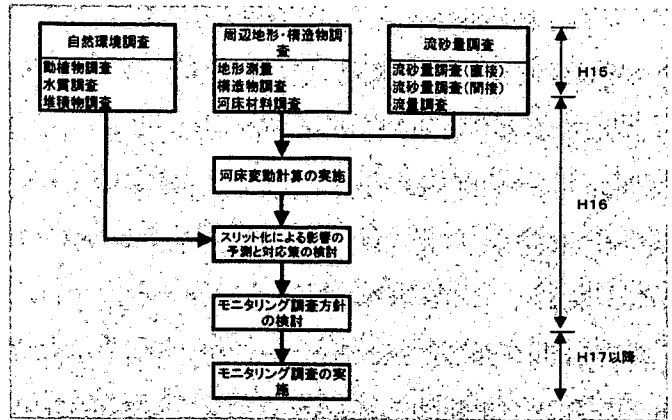 自然環境調査
動植物調査
水質調査
堆積物調査
周辺地形・構造物調
査
地形測量
構造物調査
河床材料調査
流砂量調査
流砂量調査(直接)
流砂量調査(間接)
流量調査
H15
河床変動計算の実施
H16
スリット化による影響の
予測と対応策の検討
モニタリング調査方針
の検討
H17以降
モニタリング調査の実
施